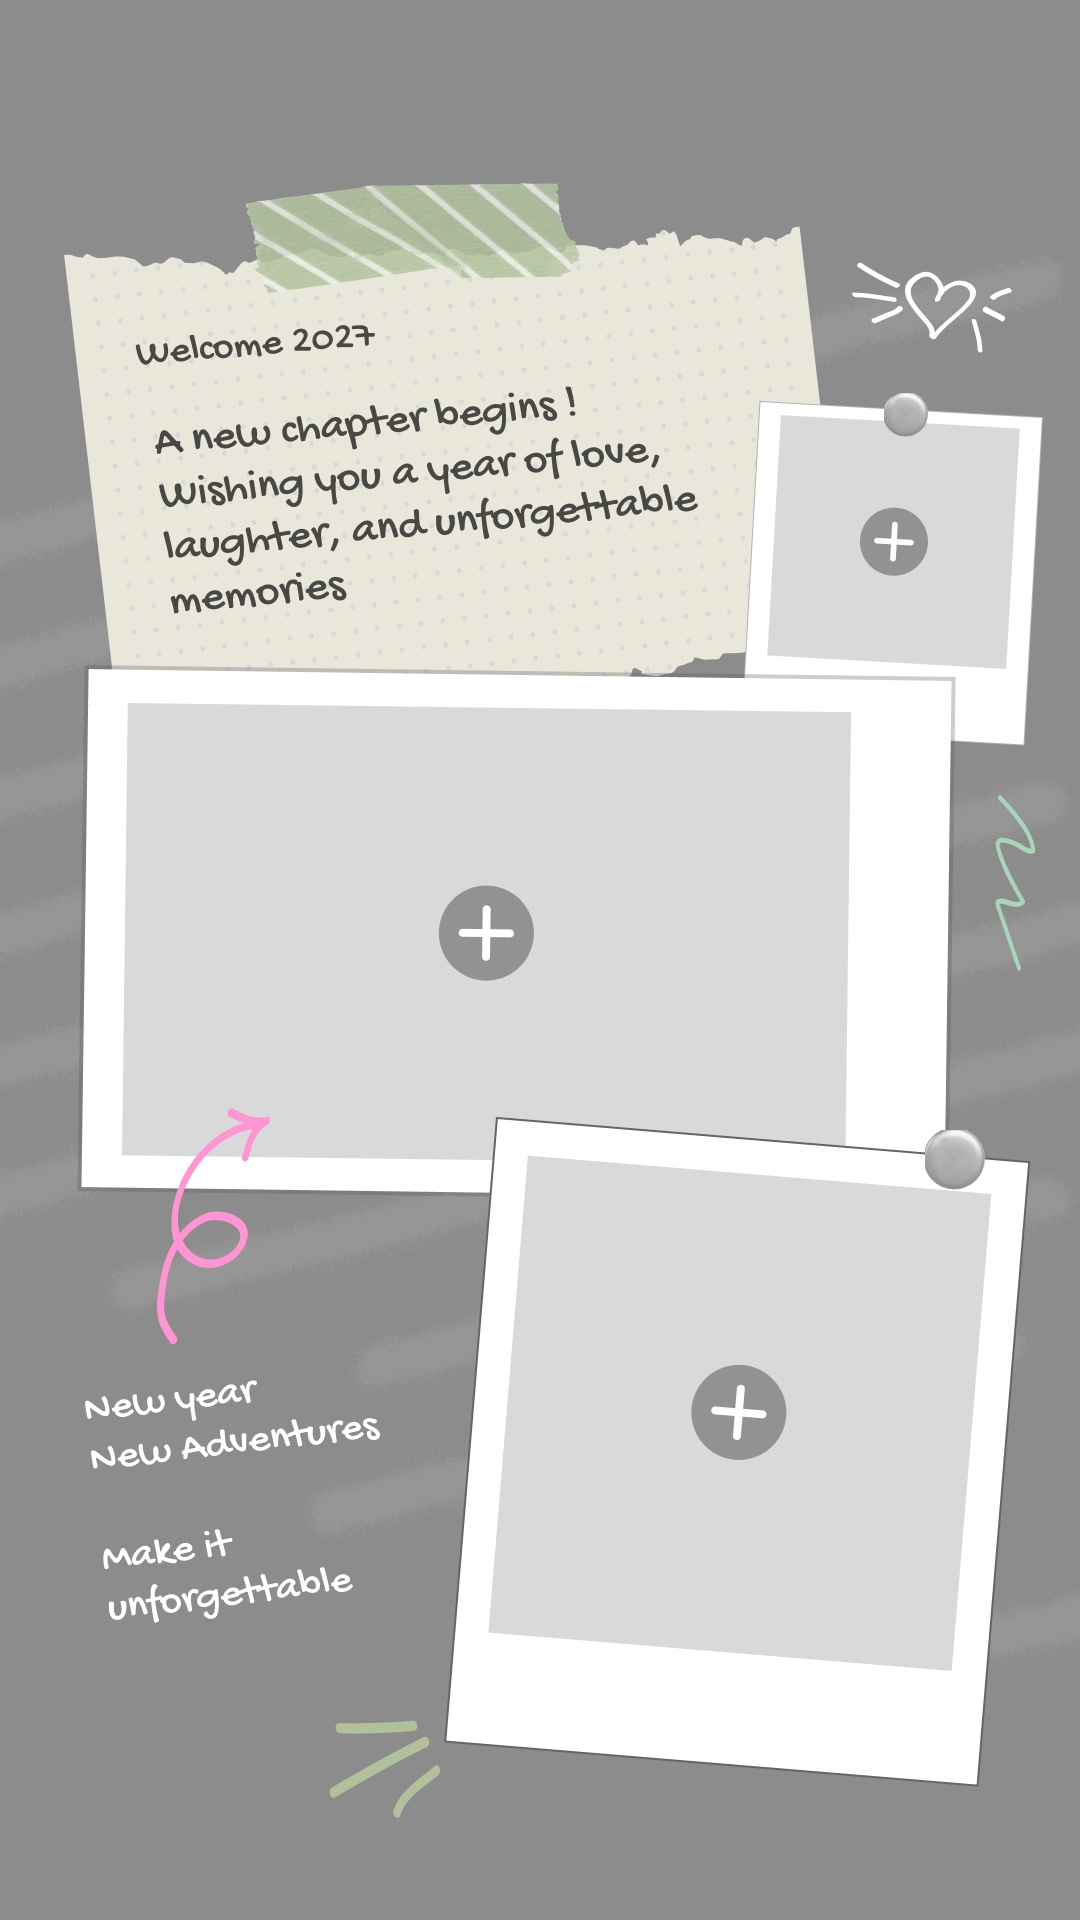 Welcome 2027
A new chapter begins !
Wishing you a year of love,
laughter, and unforgettable
memories
New year
New Adventures
Make it
unforgettable